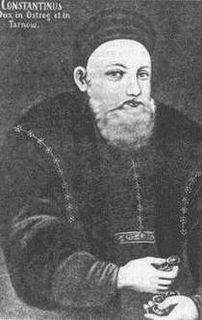 CONSTANTINUS
Dux in Ostrog et in
Tarnow.